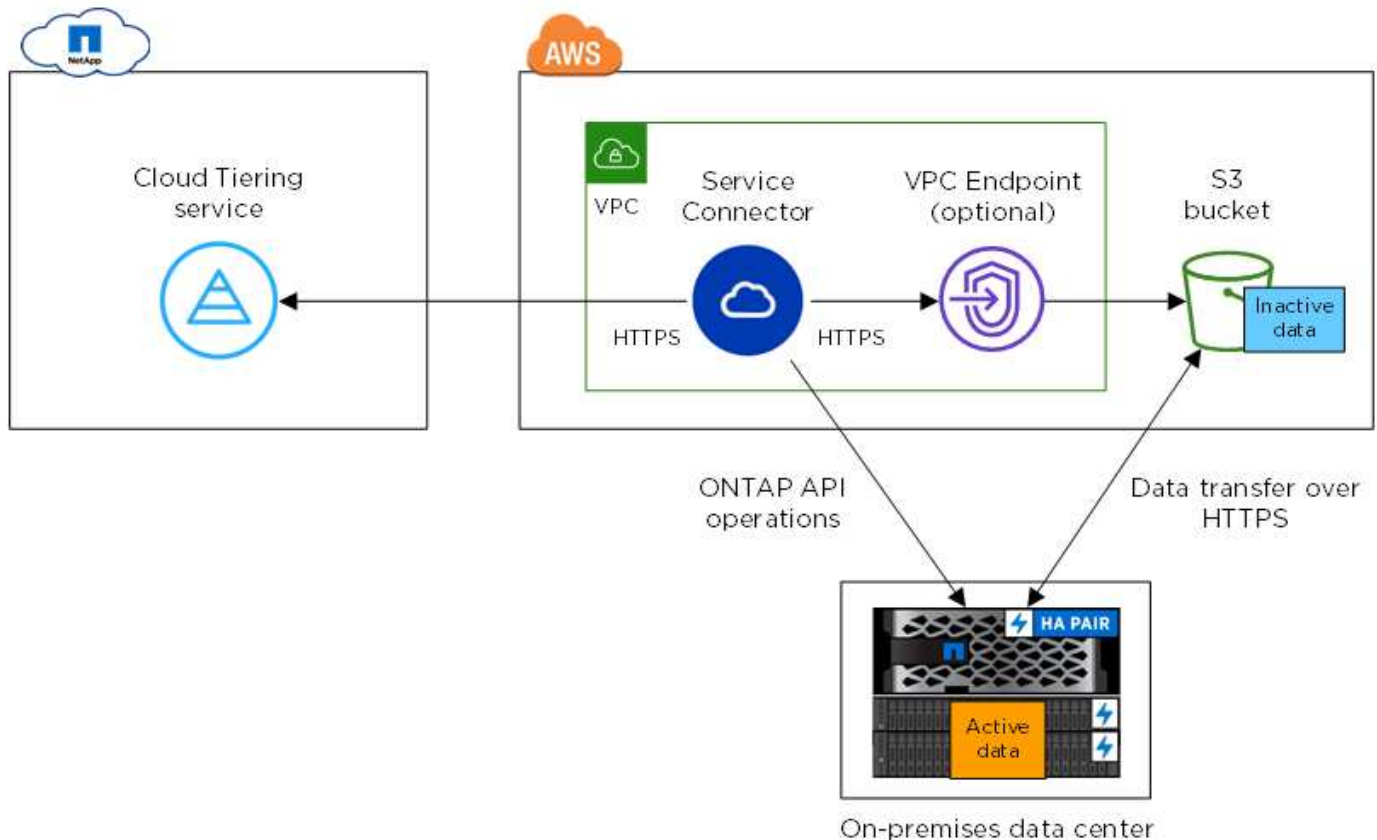 NetApp
AWS
Cloud Tiering
service
VPC
Service
Connector
VPC Endpoint
(optional)
S3
bucket
HTTPS
HTTPS
Inactive
data
ONTAP API
operations
Data transfer over
HTTPS
HA PAIR
Active
data
On-premises data center